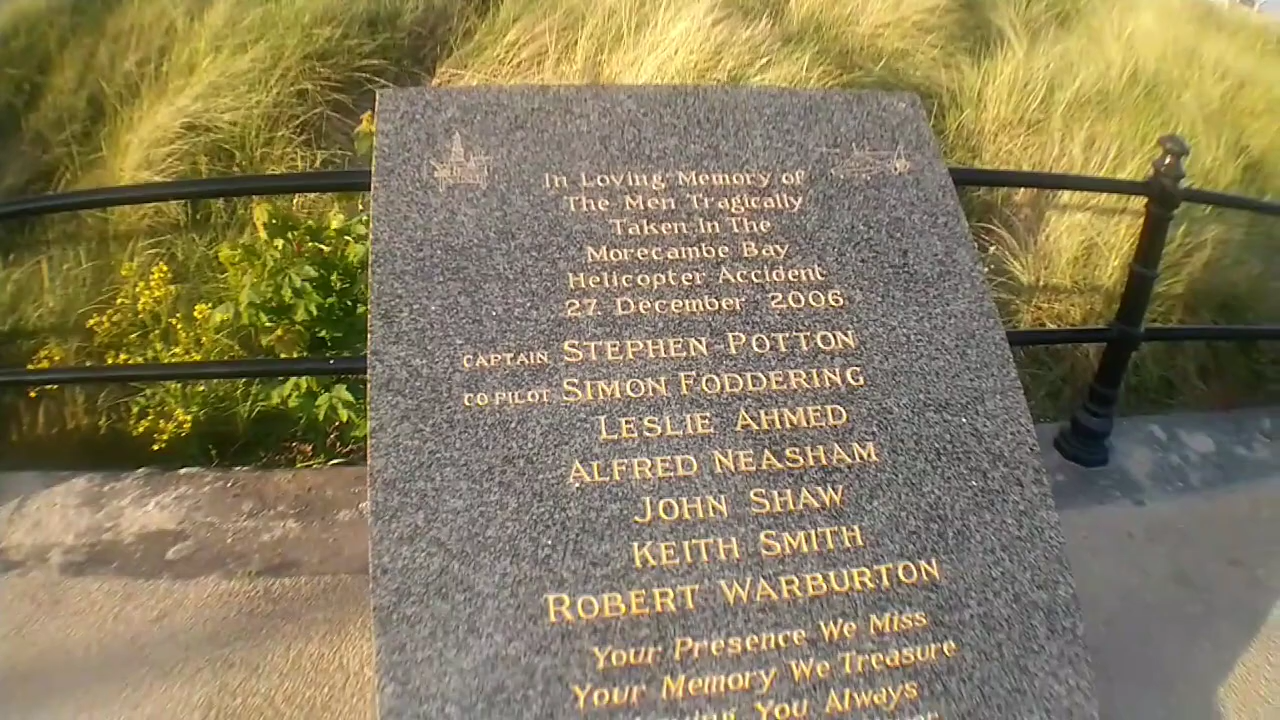 In Loving Memory of
The Men Tragically
Taken In The
Morecambe Bay
Helicopter Accident
27 December 2006
CAPTAIN STEPHEN POTTON
CO PILOT SIMON FODDERING
LESLIE AHMED
ALFRED NEASHAM
JOHN SHAW
KEITH SMITH
ROBERT WARBURTON
Your Presence We Miss
Your Memory We Treasure
You Always